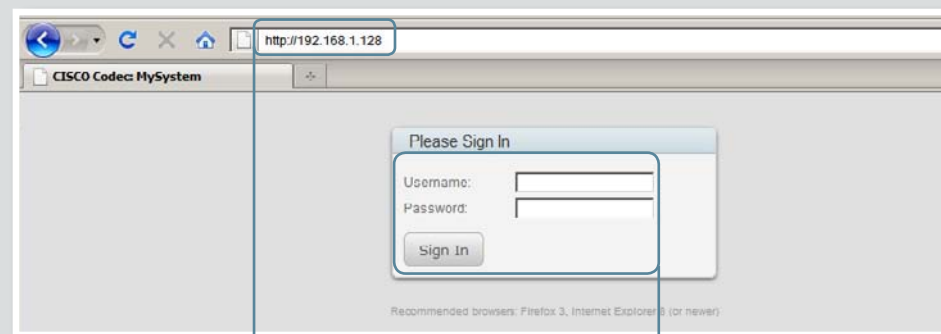 http://192.168.1.128
CISCO Codec: MySystem
Please Sign In
Username:
Password:
Sign In
Recommended browsers: Firefox 3, Internet Explorer 8 (or newer)